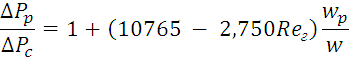 ΔP_p/ΔP_c = 1 + (10765 − 2,750Re_г) w_p/w